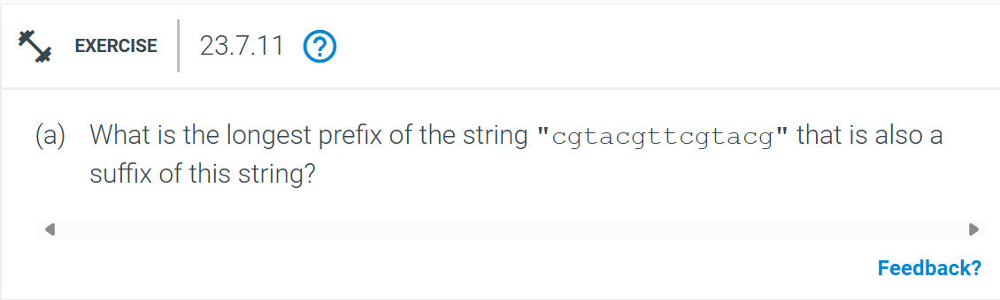 EXERCISE 23.7.11 ?
(a) What is the longest prefix of the string "cgtacgttcgtacg" that is also a
suffix of this string?
Feedback?